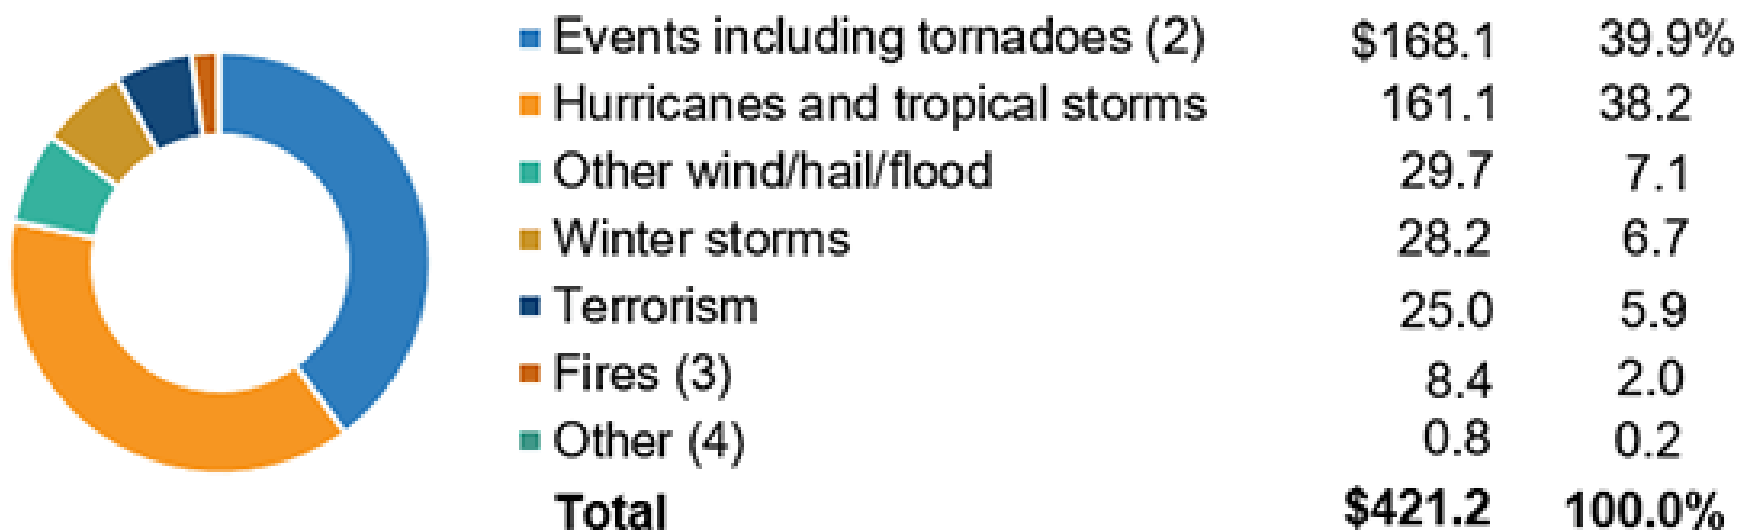 Events including tornadoes (2) $168.1 39.9%
Hurricanes and tropical storms 161.1 38.2
Other wind/hail/flood 29.7 7.1
Winter storms 28.2 6.7
Terrorism 25.0 5.9
Fires (3) 8.4 2.0
Other (4) 0.8 0.2
Total $421.2 100.0%